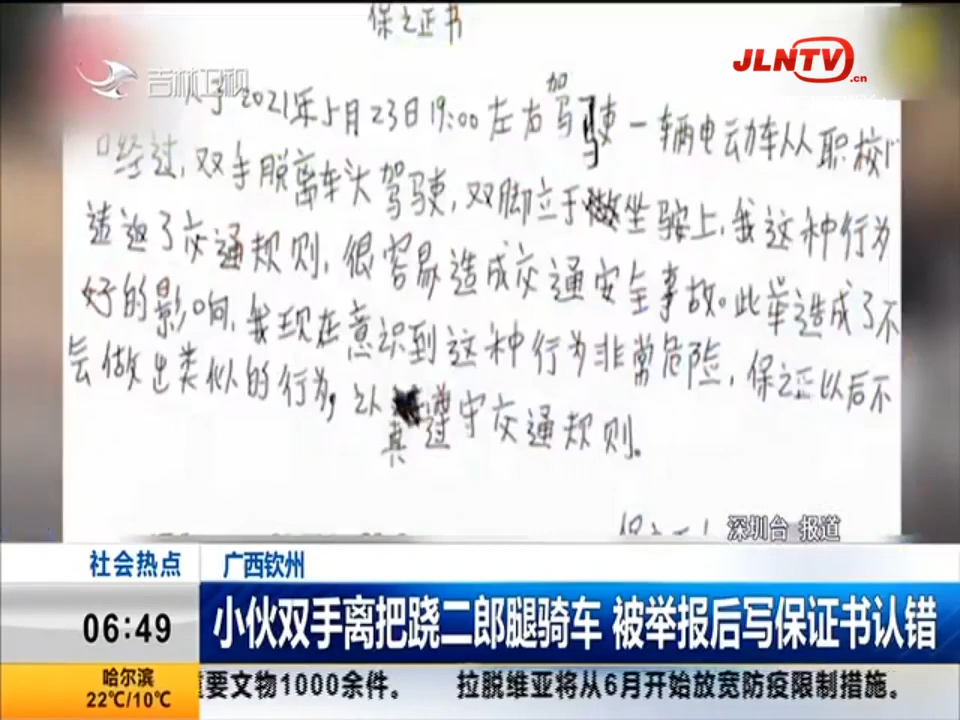 保证书
JLNTV.cn
吉林卫视
于2021年5月23日19:00左右驾驶一辆电动车从职校门
口经过,双手脱离车头驾驶,双脚立于坐鞍上,我这种行为
违返了交通规则,很容易造成交通安全事故。此举造成了不
好的影响,我现在意识到这种行为非常危险,保证以后不
会做出类似的行为,认真遵守交通规则。
深圳台 报道
社会热点
广西钦州
06:49
小伙双手离把跷二郎腿骑车 被举报后写保证书认错
哈尔滨
22℃/10℃
重要文物1000余件。 拉脱维亚将从6月开始放宽防疫限制措施。